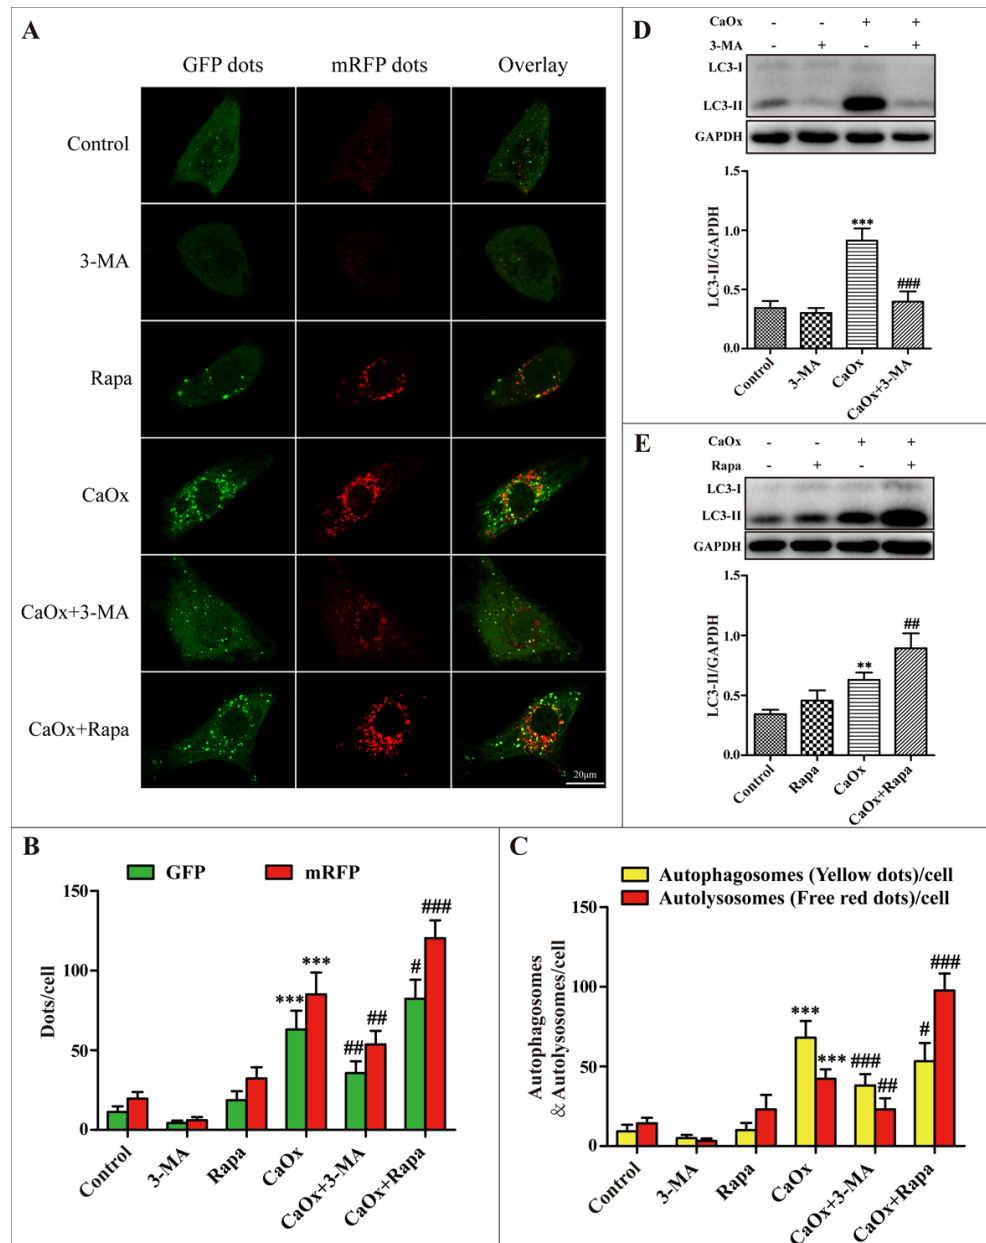 A
GFP dots mRFP dots Overlay
Control
3-MA
Rapa
CaOx
CaOx+3-MA
CaOx+Rapa
20μm
D
CaOx - - + +
3-MA - + - +
LC3-I
LC3-II
GAPDH
LC3-II/GAPDH
1.5
1.0
0.5
0.0
***
###
Control 3-MA CaOx CaOx+3-MA
E
CaOx - - + +
Rapa - + - +
LC3-I
LC3-II
GAPDH
LC3-II/GAPDH
1.5
1.0
0.5
0.0
**
##
Control Rapa CaOx CaOx+Rapa
B
GFP mRFP
Dots/cell
150
100
50
0
*** *** ## ## # ###
Control 3-MA Rapa CaOx CaOx+3-MA CaOx+Rapa
C
Autophagosomes (Yellow dots)/cell
Autolysosomes (Free red dots)/cell
Autophagosomes
& Autolysosomes/cell
150
100
50
0
*** *** ### ## # ###
Control 3-MA Rapa CaOx CaOx+3-MA CaOx+Rapa